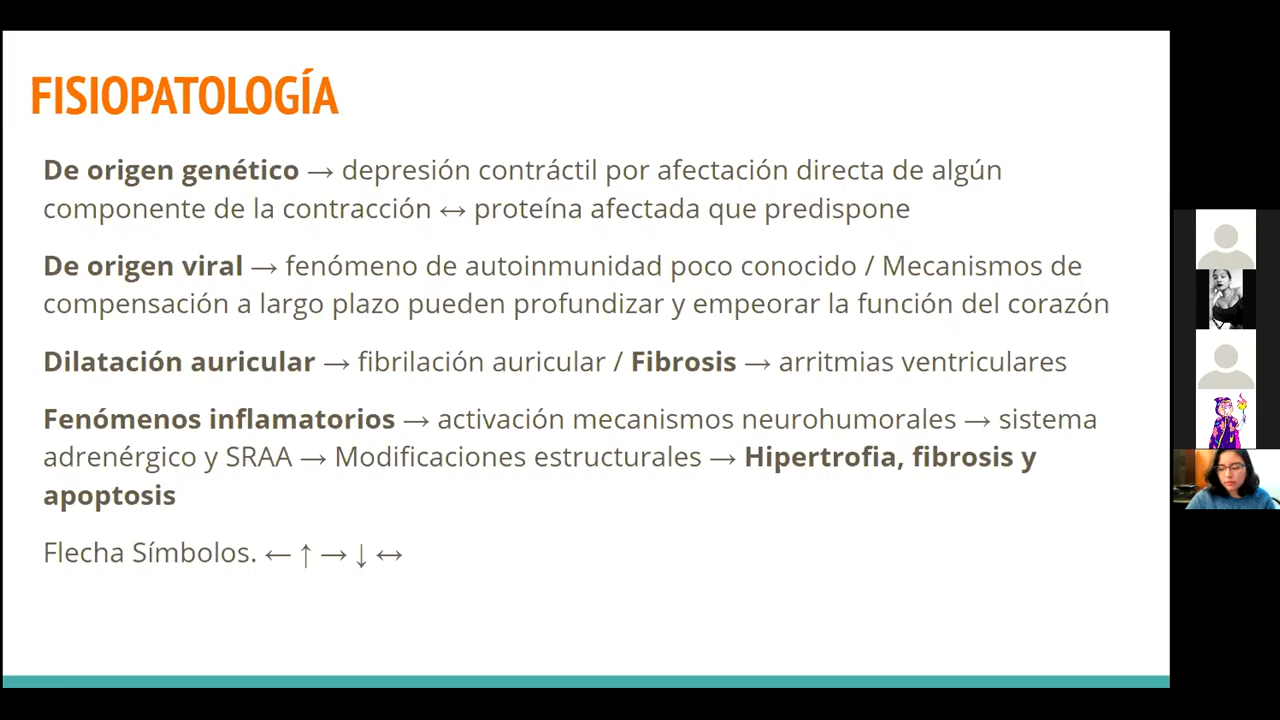 FISIOPATOLOGÍA
De origen genético → depresión contráctil por afectación directa de algún
componente de la contracción ↔ proteína afectada que predispone
De origen viral → fenómeno de autoinmunidad poco conocido / Mecanismos de
compensación a largo plazo pueden profundizar y empeorar la función del corazón
Dilatación auricular → fibrilación auricular / Fibrosis → arritmias ventriculares
Fenómenos inflamatorios → activación mecanismos neurohumorales → sistema
adrenérgico y SRAA → Modificaciones estructurales → Hipertrofia, fibrosis y
apoptosis
Flecha Símbolos. ← ↑ → ↓ ↔